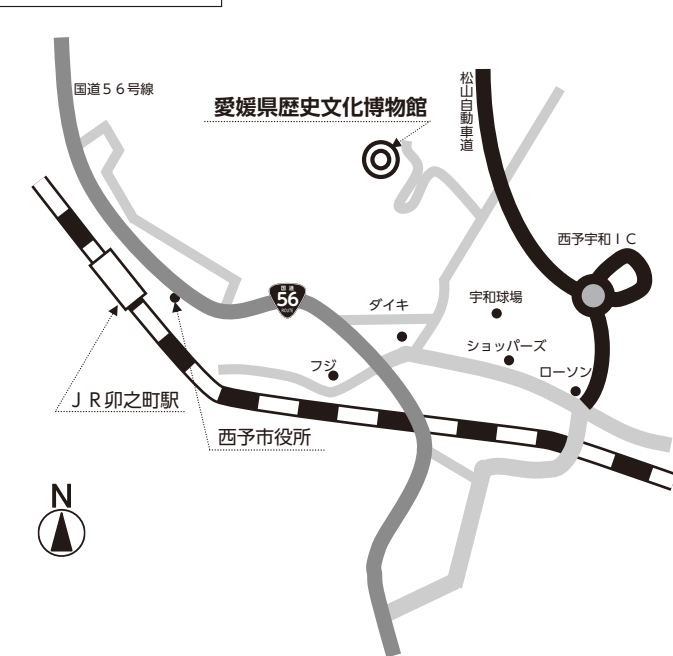 国道５６号線
愛媛県歴史文化博物館
松山自動車道
西予宇和ＩＣ
国道
56
ROUTE
ダイキ
宇和球場
ショッパーズ
フジ
ローソン
ＪＲ卯之町駅
西予市役所
N